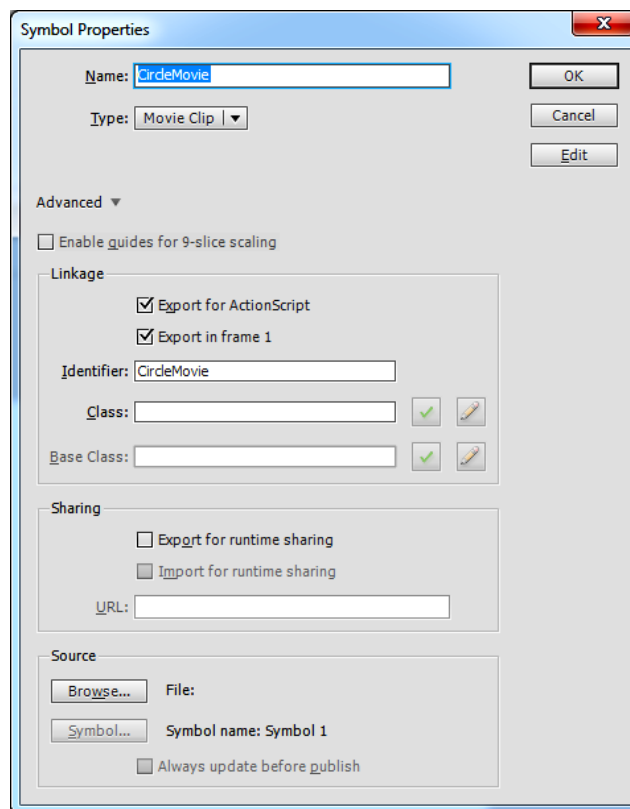 Symbol Properties
Name: CircleMovie
OK
Type: Movie Clip
Cancel
Edit
Advanced
Enable guides for 9-slice scaling
Linkage
Export for ActionScript
Export in frame 1
Identifier: CircleMovie
Class:
Base Class:
Sharing
Export for runtime sharing
Import for runtime sharing
URL:
Source
Browse... File:
Symbol... Symbol name: Symbol 1
Always update before publish